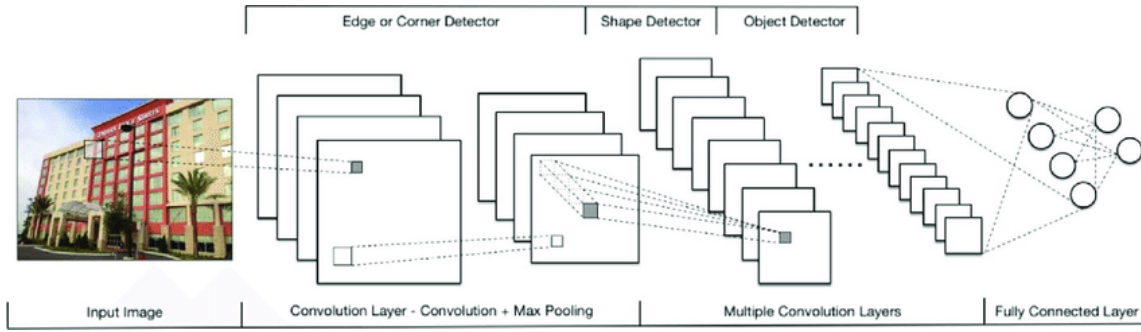 Edge or Corner Detector
Shape Detector
Object Detector
Input Image
Convolution Layer - Convolution + Max Pooling
Multiple Convolution Layers
Fully Connected Layer